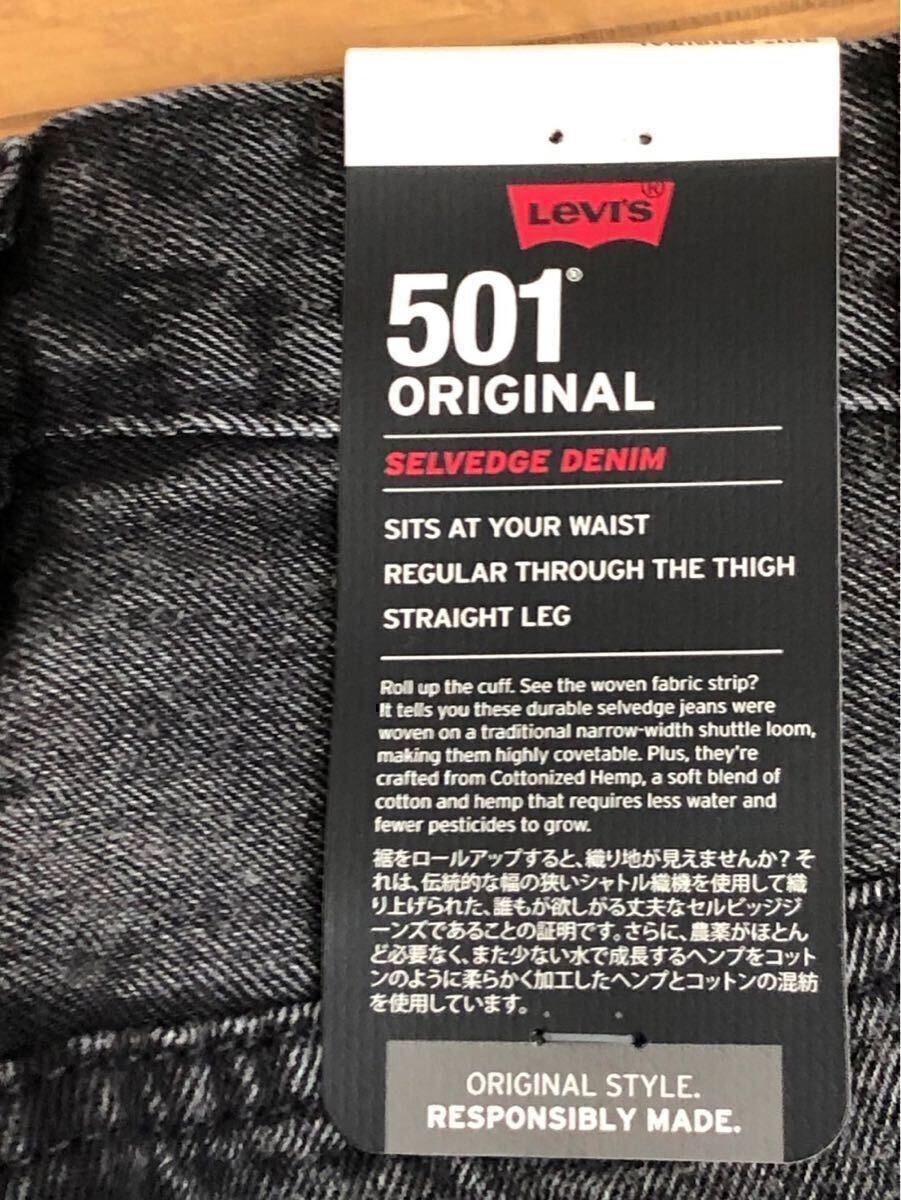 Levi's®
501®
ORIGINAL
SELVEDGE DENIM
SITS AT YOUR WAIST
REGULAR THROUGH THE THIGH
STRAIGHT LEG
Roll up the cuff. See the woven fabric strip?
It tells you these durable selvedge jeans were
woven on a traditional narrow-width shuttle loom,
making them highly covetable. Plus, they're
crafted from Cottonized Hemp, a soft blend of
cotton and hemp that requires less water and
fewer pesticides to grow.
裾をロールアップすると、織り地が見えませんか? そ
れは、伝統的な幅の狭いシャトル織機を使用して織
り上げられた、誰もが欲しがる丈夫なセルビッジジ
ーンズであることの証明です。さらに、農薬がほとん
ど必要なく、また少ない水で成長するヘンプをコット
ンのように柔らかく加工したヘンプとコットンの混紡
を使用しています。
ORIGINAL STYLE.
RESPONSIBLY MADE.